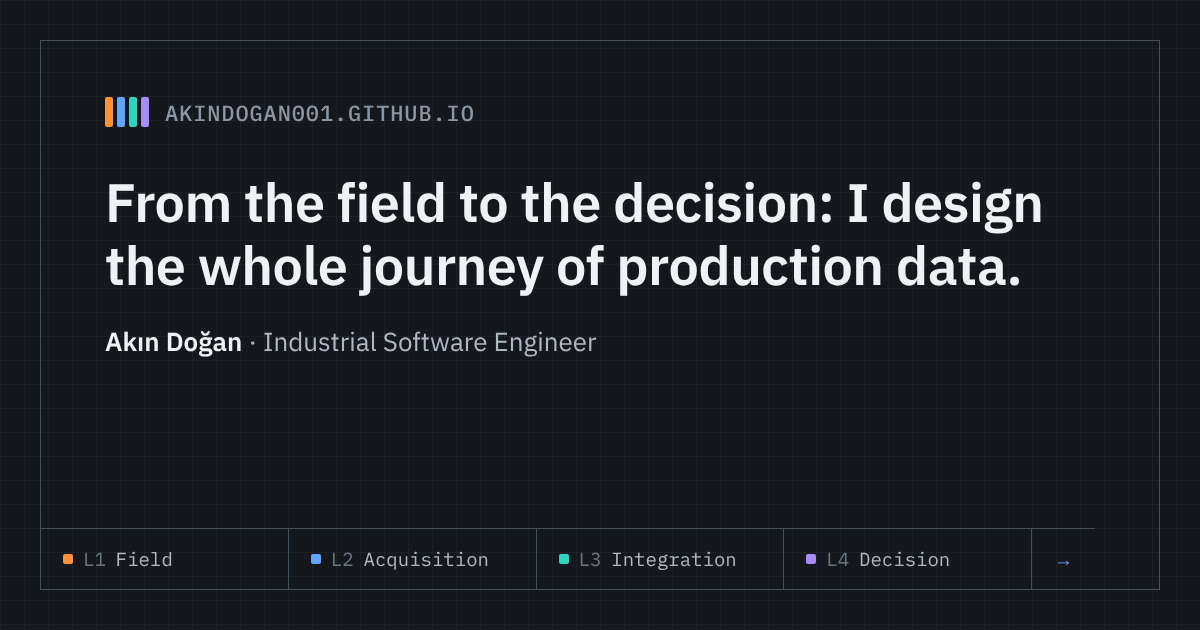 AKINDOGAN001.GITHUB.IO
From the field to the decision: I design
the whole journey of production data.
Akın Doğan · Industrial Software Engineer
L1 Field
L2 Acquisition
L3 Integration
L4 Decision
→